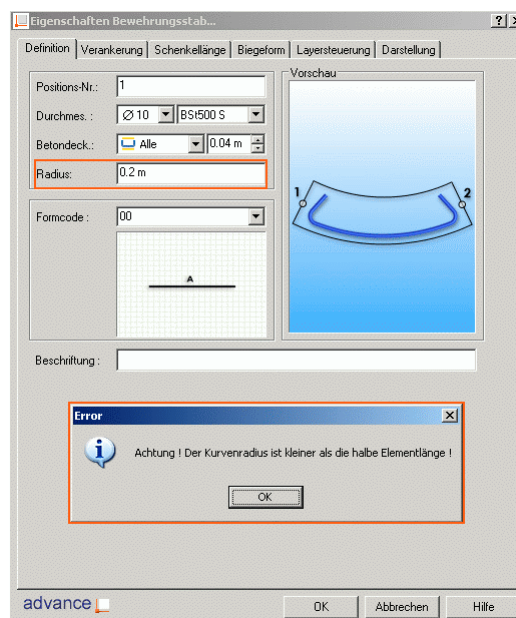 Eigenschaften Bewehrungsstab...
Definition Verankerung Schenkellänge Biegeform Layersteuerung Darstellung
Positions-Nr.: 1
Durchmes. : Ø 10 BSt500 S
Betondeck.: Alle 0.04 m
Radius: 0.2 m
Formcode : 00
A
Vorschau
1 2
Beschriftung :
Error
Achtung ! Der Kurvenradius ist kleiner als die halbe Elementlänge !
OK
advance
OK Abbrechen Hilfe